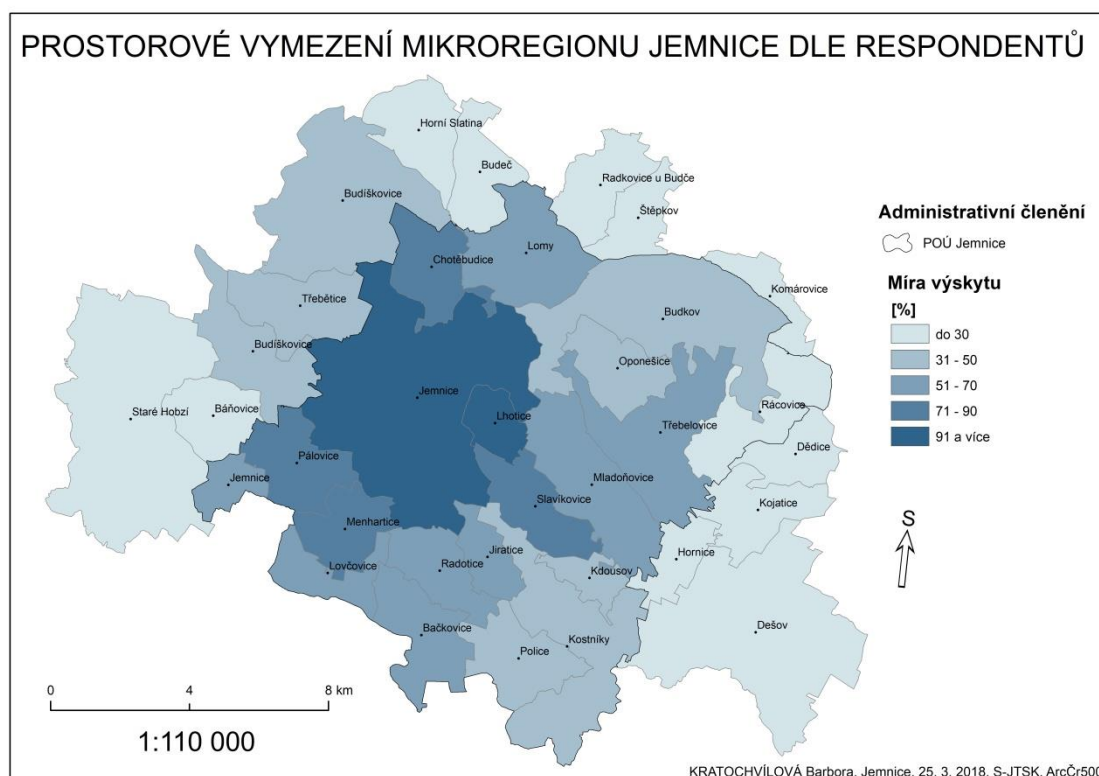 PROSTOROVÉ VYMEZENÍ MIKROREGIONU JEMNICE DLE RESPONDENTŮ
Horní Slatina
Budeč
Radkovice u Budče
Štěpkov
Budíškovice
Lomy
Chotěbudice
Komárovice
Třebětice
Budkov
Budíškovice
Oponešice
Jemnice
Staré Hobzí
Báňovice
Lhotice
Rácovice
Třebelovice
Dědice
Pálovice
Jemnice
Mladoňovice
Slavíkovice
Kojatice
Menhartice
Jiratice
Hornice
Lovčovice
Radotice
Kdousov
Bačkovice
Dešov
Kostníky
Police
Administrativní členění
POÚ Jemnice
Míra výskytu
[%]
do 30
31 - 50
51 - 70
71 - 90
91 a více
S
0 4 8 km
1:110 000
KRATOCHVÍLOVÁ Barbora, Jemnice, 25. 3. 2018, S-JTSK, ArcČr500